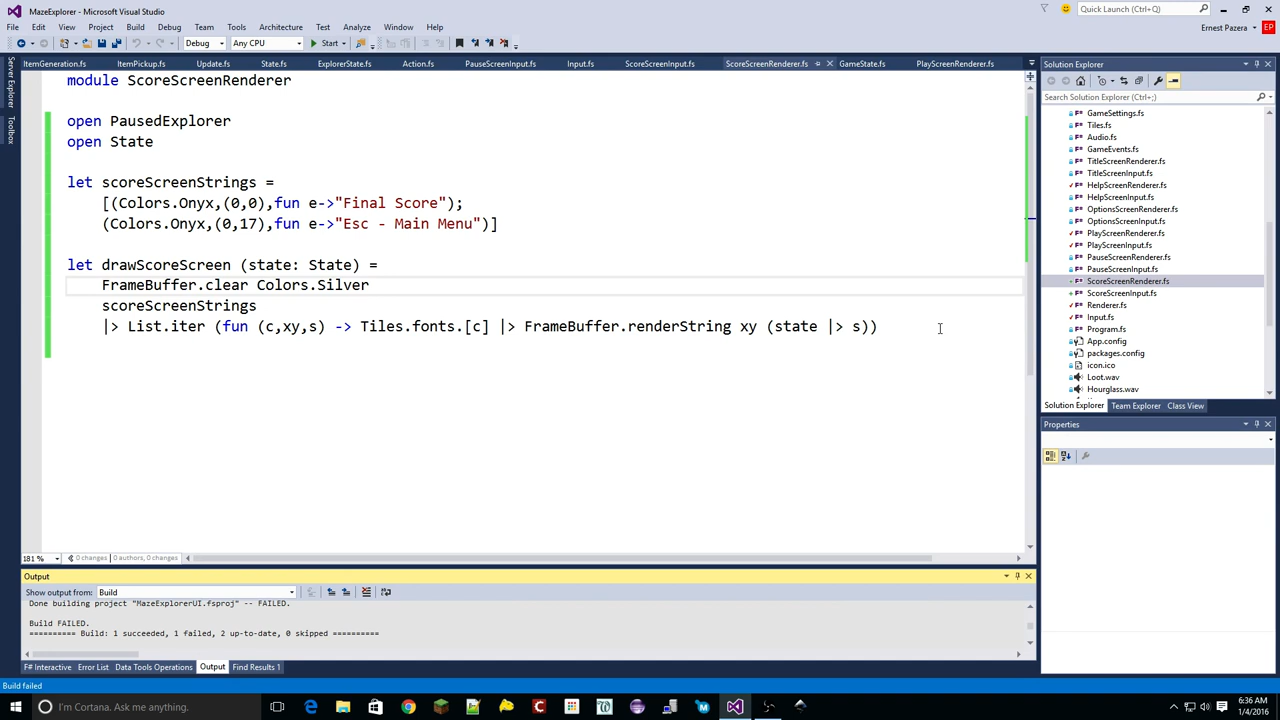 MazeExplorer - Microsoft Visual Studio
Quick Launch (Ctrl+Q)
File Edit View Project Build Debug Team Tools Architecture Test Analyze Window Help
Ernest Pazera EP
Debug Any CPU Start
ItemGeneration.fs ItemPickup.fs Update.fs State.fs ExplorerState.fs Action.fs PauseScreenInput.fs Input.fs ScoreScreenInput.fs ScoreScreenRenderer.fs GameState.fs PlayScreenRenderer.fs
Server Explorer
Toolbox
module ScoreScreenRenderer
open PausedExplorer
open State
let scoreScreenStrings =
[(Colors.Onyx,(0,0),fun e->"Final Score");
(Colors.Onyx,(0,17),fun e->"Esc - Main Menu")]
let drawScoreScreen (state: State) =
FrameBuffer.clear Colors.Silver
scoreScreenStrings
|> List.iter (fun (c,xy,s) -> Tiles.fonts.[c] |> FrameBuffer.renderString xy (state |> s))
181 % 0 changes | 0 authors, 0 changes
Output
Show output from: Build
Done building project "MazeExplorerUI.fsproj" -- FAILED.
Build FAILED.
========== Build: 1 succeeded, 1 failed, 2 up-to-date, 0 skipped ==========
F# Interactive Error List Data Tools Operations Output Find Results 1
Build failed
Solution Explorer
Search Solution Explorer (Ctrl+;)
GameSettings.fs
Tiles.fs
Audio.fs
GameEvents.fs
TitleScreenRenderer.fs
TitleScreenInput.fs
HelpScreenRenderer.fs
HelpScreenInput.fs
OptionsScreenRenderer.fs
OptionsScreenInput.fs
PlayScreenRenderer.fs
PlayScreenInput.fs
PauseScreenRenderer.fs
PauseScreenInput.fs
ScoreScreenRenderer.fs
ScoreScreenInput.fs
Renderer.fs
Input.fs
Program.fs
App.config
packages.config
icon.ico
Loot.wav
Hourglass.wav
Solution Explorer Team Explorer Class View
Properties
I'm Cortana. Ask me anything.
6:36 AM
1/4/2016